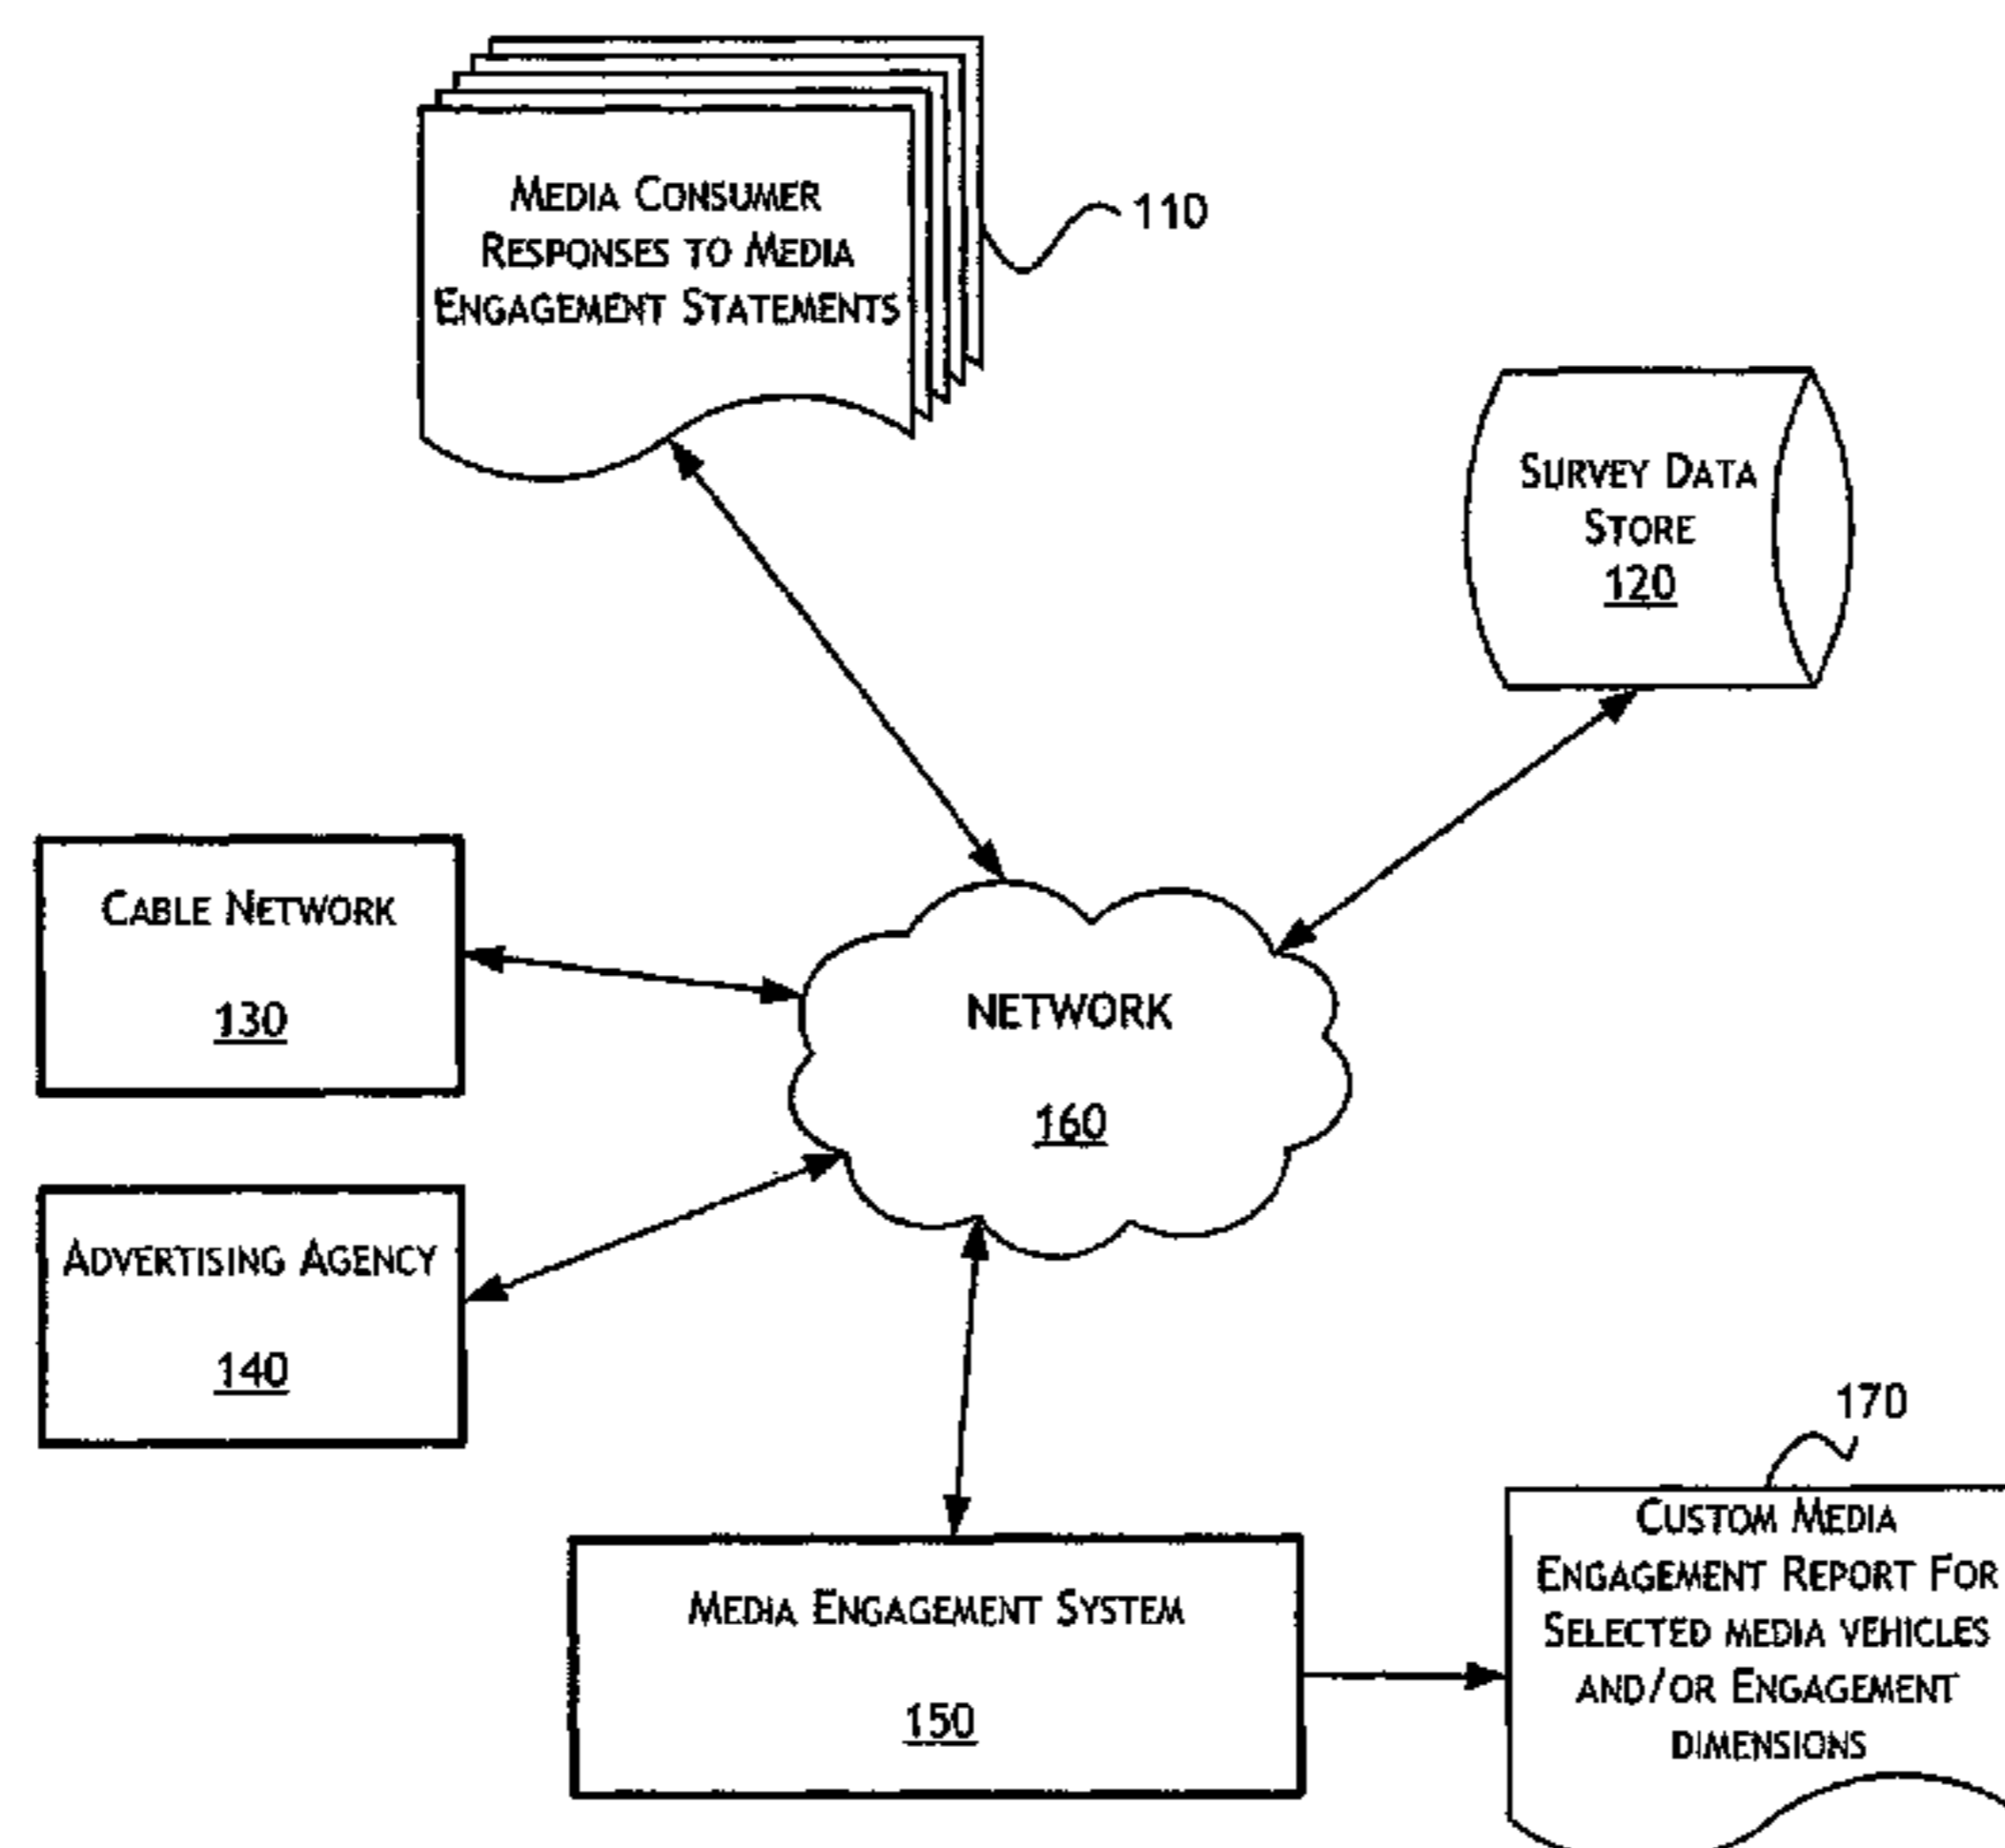 MEDIA CONSUMER
RESPONSES TO MEDIA
ENGAGEMENT STATEMENTS
110
SURVEY DATA
STORE
120
CABLE NETWORK
130
NETWORK
160
ADVERTISING AGENCY
140
170
MEDIA ENGAGEMENT SYSTEM
150
CUSTOM MEDIA
ENGAGEMENT REPORT FOR
SELECTED MEDIA VEHICLES
AND/OR ENGAGEMENT
DIMENSIONS